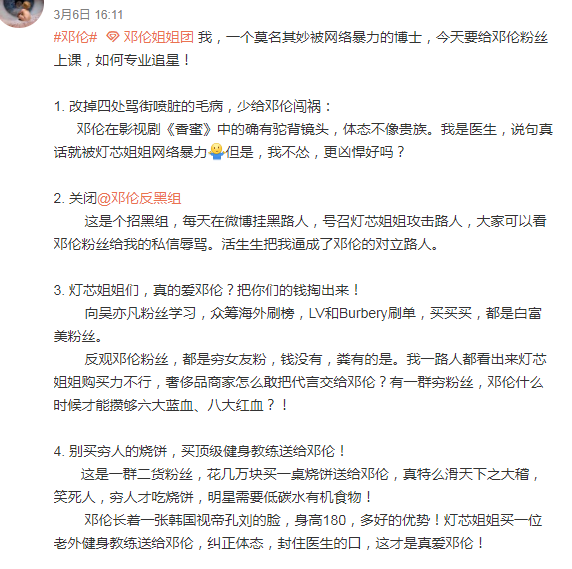 3月6日 16:11
#邓伦# 邓伦姐姐团 我，一个莫名其妙被网络暴力的博士，今天要给邓伦粉丝
上课，如何专业追星！
1. 改掉四处骂街喷脏的毛病，少给邓伦闯祸：
邓伦在影视剧《香蜜》中的确有驼背镜头，体态不像贵族。我是医生，说句真
话就被灯芯姐姐网络暴力但是，我不怂，更凶悍好吗？
2. 关闭@邓伦反黑组
这是个招黑组，每天在微博挂黑路人，号召灯芯姐姐攻击路人，大家可以看
邓伦粉丝给我的私信辱骂。活生生把我逼成了邓伦的对立路人。
3. 灯芯姐姐们，真的爱邓伦？把你们的钱掏出来！
向吴亦凡粉丝学习，众筹海外刷榜，LV和Burbery刷单，买买买，都是白富
美粉丝。
反观邓伦粉丝，都是穷女友粉，钱没有，粪有的是。我一路人都看出来灯芯
姐姐购买力不行，奢侈品商家怎么敢把代言交给邓伦？有一群穷粉丝，邓伦什么
时候才能攒够六大蓝血、八大红血？！
4. 别买穷人的烧饼，买顶级健身教练送给邓伦！
这是一群二货粉丝，花几万块买一桌烧饼送给邓伦，真特么滑天下之大稽，
笑死人，穷人才吃烧饼，明星需要低碳水有机食物！
邓伦长着一张韩国视帝孔刘的脸，身高180，多好的优势！灯芯姐姐买一位
老外健身教练送给邓伦，纠正体态，封住医生的口，这才是真爱邓伦！